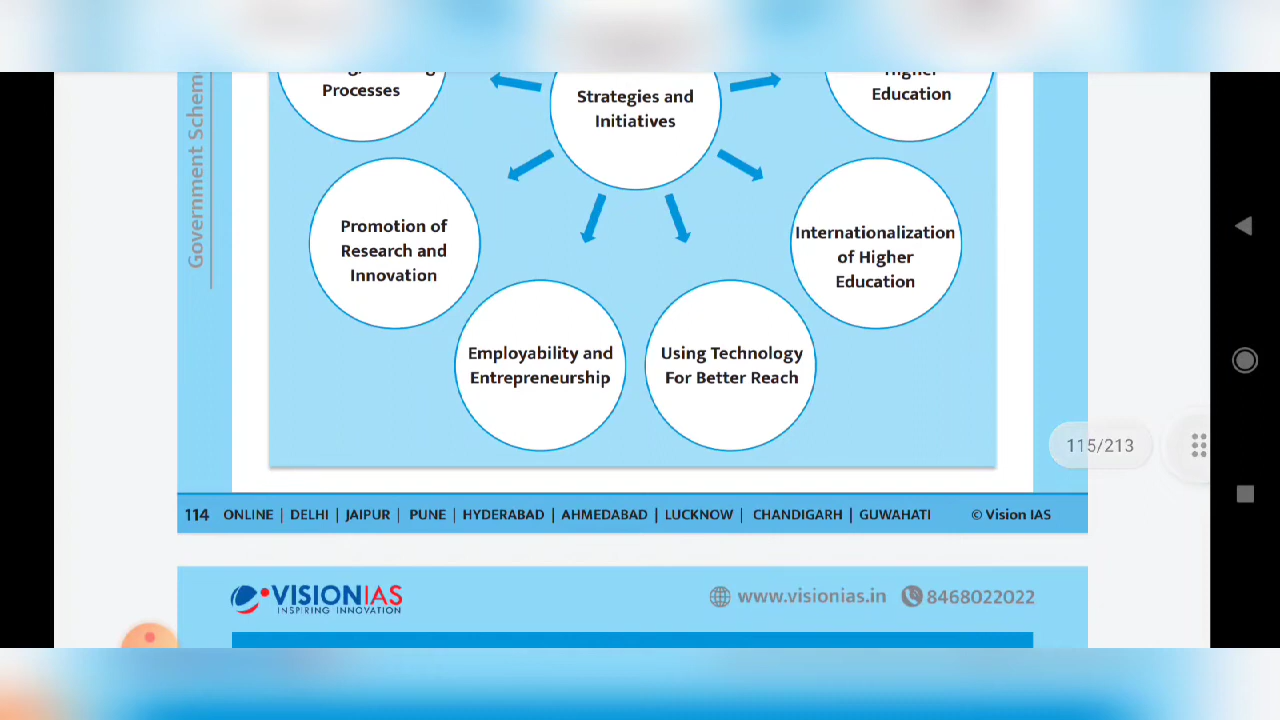 Processes
Strategies and
Initiatives
Higher
Education
Government Schem
Promotion of
Research and
Innovation
Internationalization
of Higher
Education
Employability and
Entrepreneurship
Using Technology
For Better Reach
115/213
114 ONLINE | DELHI | JAIPUR | PUNE | HYDERABAD | AHMEDABAD | LUCKNOW | CHANDIGARH | GUWAHATI © Vision IAS
VISIONIAS
INSPIRING INNOVATION
www.visionias.in 8468022022